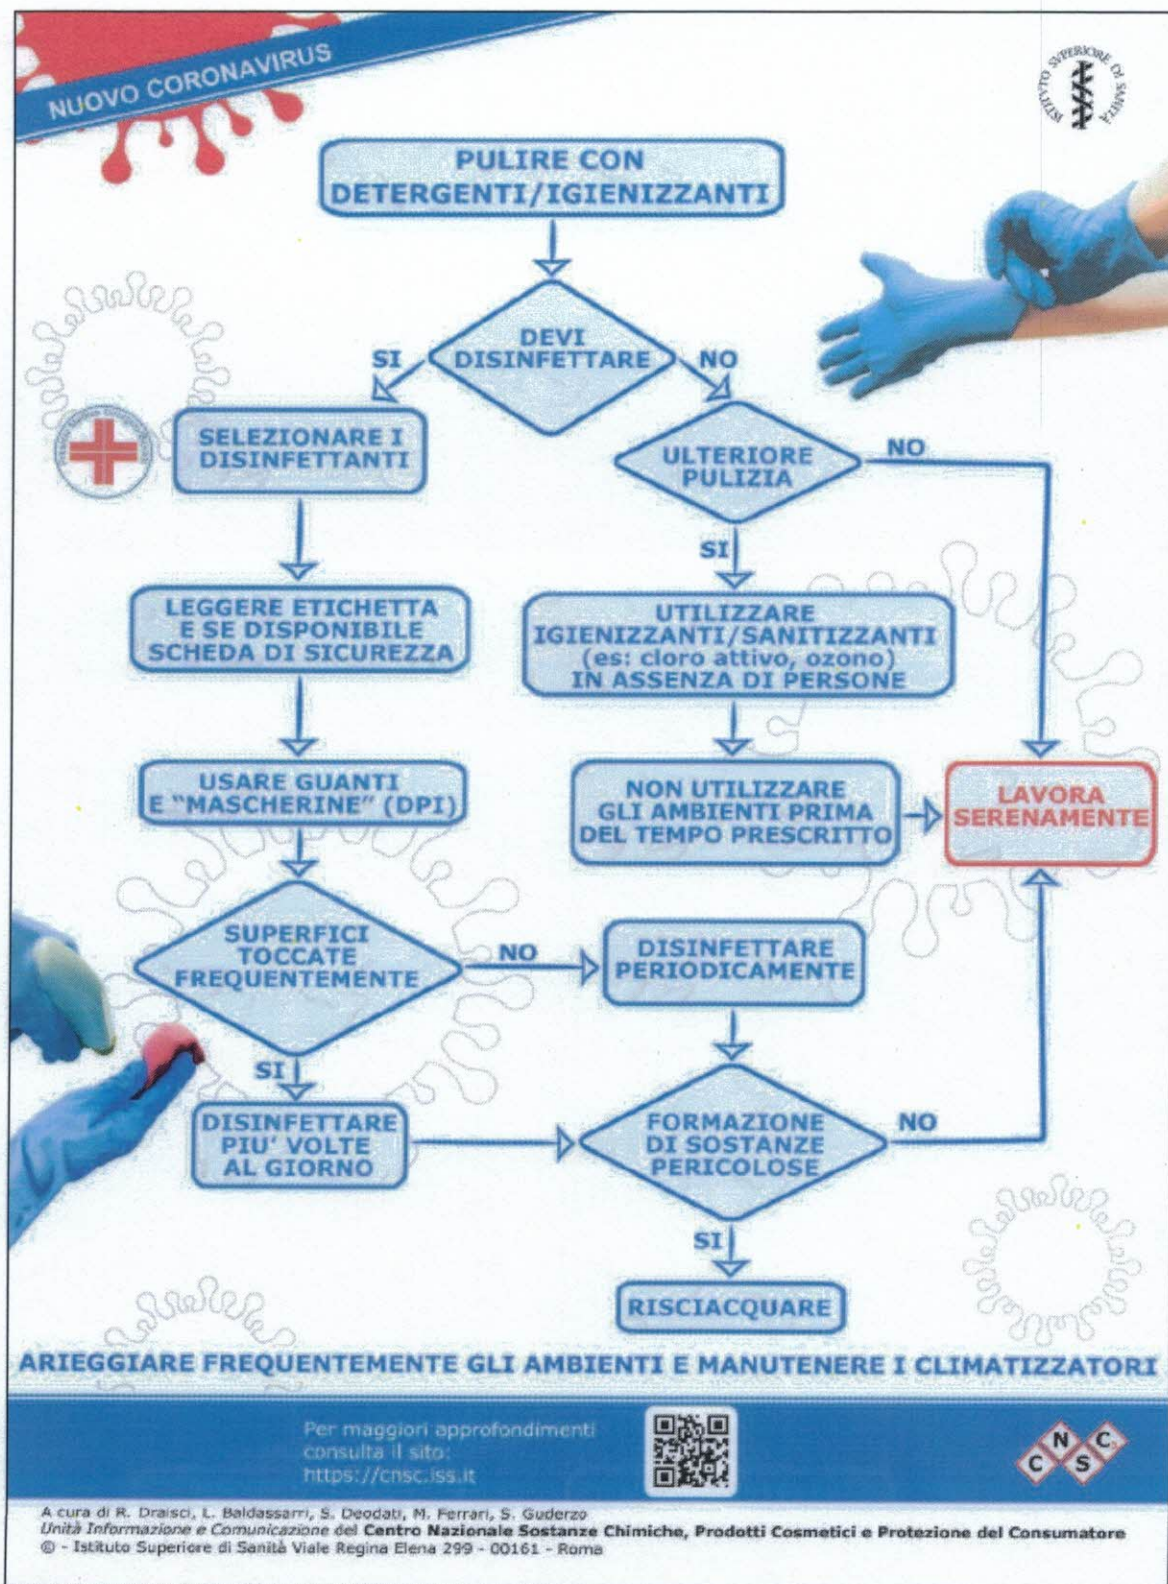 NUOVO CORONAVIRUS
ISTITUTO SUPERIORE DI SANITÀ
PULIRE CON
DETERGENTI/IGIENIZZANTI
DEVI
DISINFETTARE
SI
NO
SELEZIONARE I
DISINFETTANTI
ULTERIORE
PULIZIA
NO
SI
LEGGERE ETICHETTA
E SE DISPONIBILE
SCHEDA DI SICUREZZA
UTILIZZARE
IGIENIZZANTI/SANITIZZANTI
(es: cloro attivo, ozono)
IN ASSENZA DI PERSONE
USARE GUANTI
E “MASCHERINE” (DPI)
NON UTILIZZARE
GLI AMBIENTI PRIMA
DEL TEMPO PRESCRITTO
LAVORA
SERENAMENTE
SUPERFICI
TOCCATE
FREQUENTEMENTE
NO
DISINFETTARE
PERIODICAMENTE
SI
DISINFETTARE
PIU’ VOLTE
AL GIORNO
FORMAZIONE
DI SOSTANZE
PERICOLOSE
NO
SI
RISCIACQUARE
ARIEGGIARE FREQUENTEMENTE GLI AMBIENTI E MANUTENERE I CLIMATIZZATORI
Per maggiori approfondimenti
consulta il sito:
https://cnsc.iss.it
C N S C
A cura di R. Draisci, L. Baldassarri, S. Deodati, M. Ferrari, S. Guderzo
Unità Informazione e Comunicazione del Centro Nazionale Sostanze Chimiche, Prodotti Cosmetici e Protezione del Consumatore
© - Istituto Superiore di Sanità Viale Regina Elena 299 - 00161 - Roma